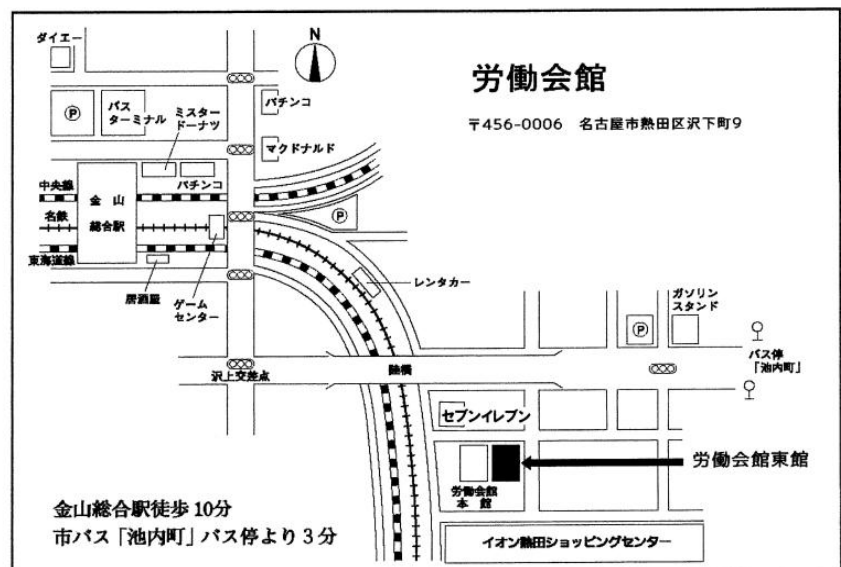 ダイエー
N
労働会館
〒456-0006 名古屋市熱田区沢下町9
P
バス
ターミナル
ミスター
ドーナツ
パチンコ
マクドナルド
中央線
金山
総合駅
パチンコ
名鉄
東海道線
P
居酒屋
ゲーム
センター
レンタカー
ガソリン
スタンド
P
バス停
「池内町」
沢上交差点
陸橋
セブンイレブン
労働会館東館
労働会館
本館
金山総合駅徒歩10分
市バス「池内町」バス停より3分
イオン熱田ショッピングセンター